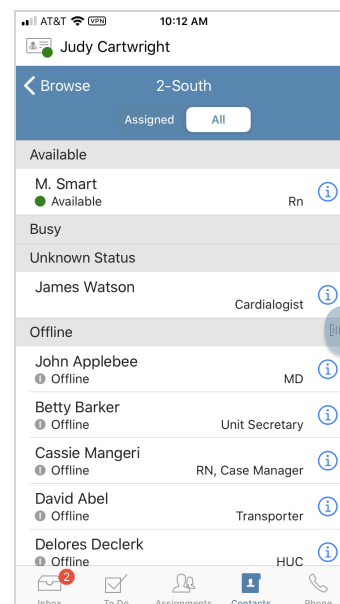 AT&T VPN 10:12 AM
Judy Cartwright
Browse 2-South
Assigned All
Available
M. Smart
Available Rn
Busy
Unknown Status
James Watson
Cardialogist
Offline
John Applebee
Offline MD
Betty Barker
Offline Unit Secretary
Cassie Mangeri
Offline RN, Case Manager
David Abel
Offline Transporter
Delores Declerk
Offline HUC
2
Inbox To Do Assignments Contacts Phone